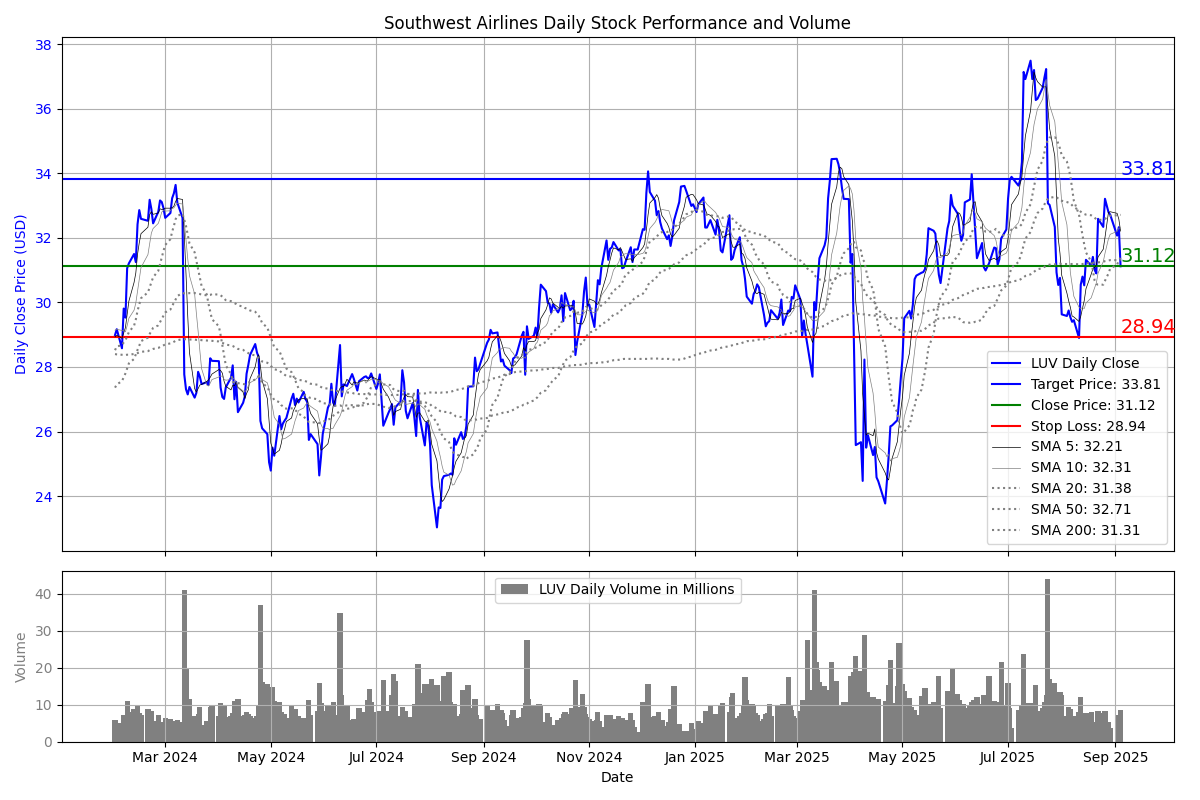 Southwest Airlines Daily Stock Performance and Volume
Daily Close Price (USD)
38
36
34
32
30
28
26
24
33.81
31.12
28.94
LUV Daily Close
Target Price: 33.81
Close Price: 31.12
Stop Loss: 28.94
SMA 5: 32.21
SMA 10: 32.31
SMA 20: 31.38
SMA 50: 32.71
SMA 200: 31.31
LUV Daily Volume in Millions
Volume
40
30
20
10
0
Mar 2024
May 2024
Jul 2024
Sep 2024
Nov 2024
Jan 2025
Mar 2025
May 2025
Jul 2025
Sep 2025
Date